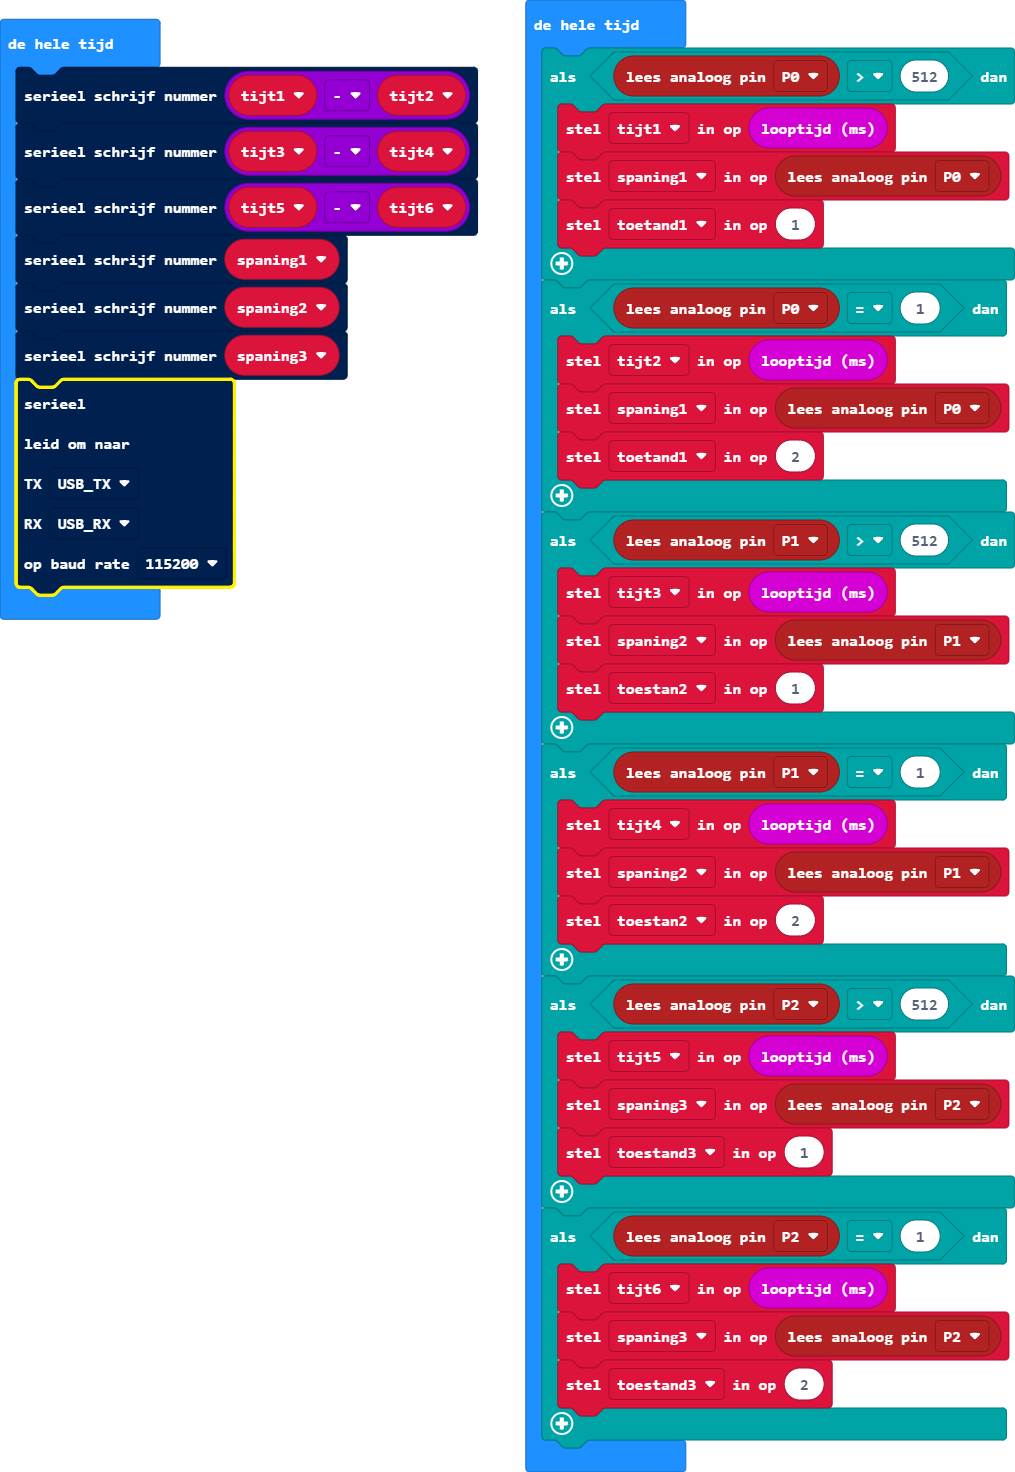 de hele tijd
serieel schrijf nummer tijt1 - tijt2
serieel schrijf nummer tijt3 - tijt4
serieel schrijf nummer tijt5 - tijt6
serieel schrijf nummer spaning1
serieel schrijf nummer spaning2
serieel schrijf nummer spaning3
serieel
leid om naar
TX USB_TX
RX USB_RX
op baud rate 115200
de hele tijd
als lees analoog pin P0 > 512 dan
stel tijt1 in op looptijd (ms)
stel spaning1 in op lees analoog pin P0
stel toetand1 in op 1
als lees analoog pin P0 = 1 dan
stel tijt2 in op looptijd (ms)
stel spaning1 in op lees analoog pin P0
stel toetand1 in op 2
als lees analoog pin P1 > 512 dan
stel tijt3 in op looptijd (ms)
stel spaning2 in op lees analoog pin P1
stel toestan2 in op 1
als lees analoog pin P1 = 1 dan
stel tijt4 in op looptijd (ms)
stel spaning2 in op lees analoog pin P1
stel toestan2 in op 2
als lees analoog pin P2 > 512 dan
stel tijt5 in op looptijd (ms)
stel spaning3 in op lees analoog pin P2
stel toestand3 in op 1
als lees analoog pin P2 = 1 dan
stel tijt6 in op looptijd (ms)
stel spaning3 in op lees analoog pin P2
stel toestand3 in op 2